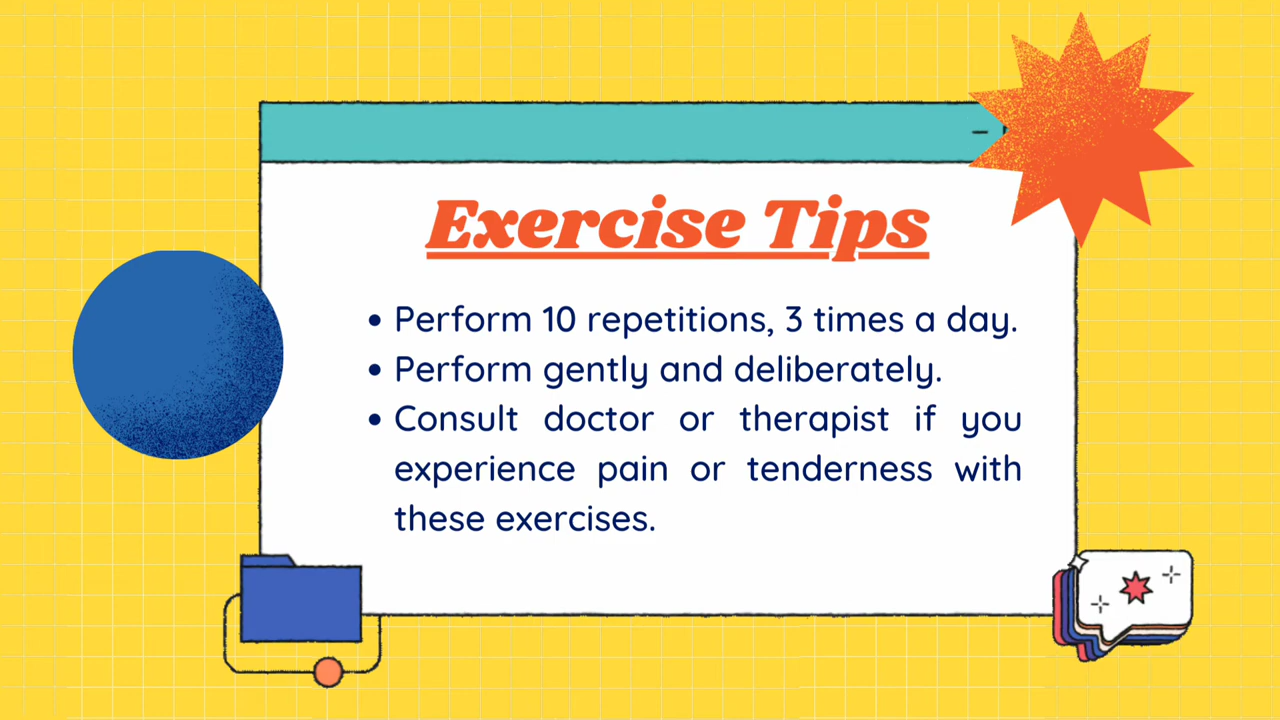 Exercise Tips
• Perform 10 repetitions, 3 times a day.
• Perform gently and deliberately.
• Consult doctor or therapist if you
experience pain or tenderness with
these exercises.